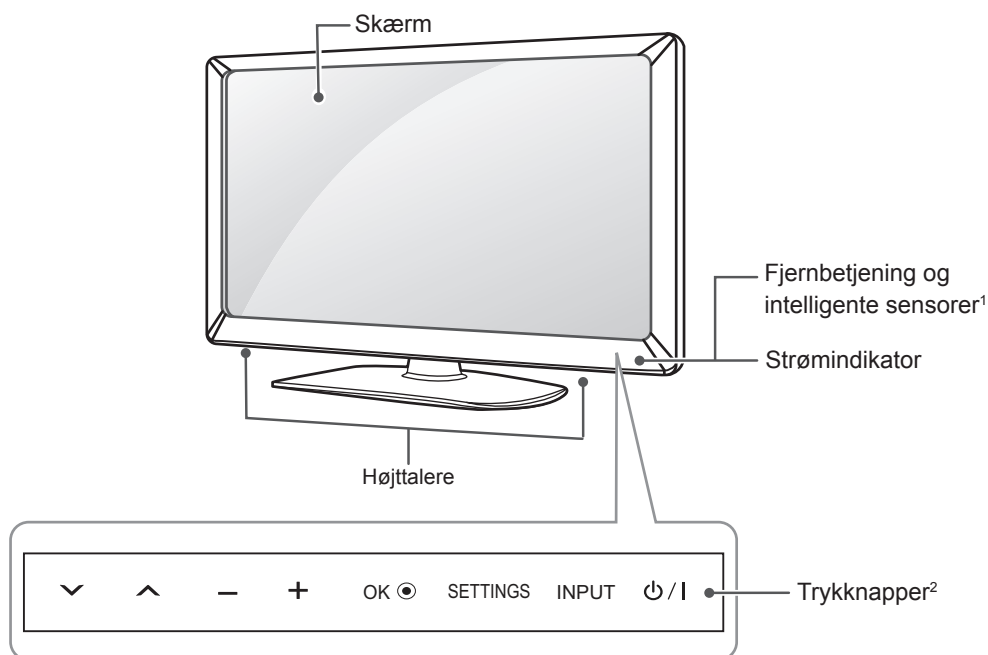 Skærm
Fjernbetjening og
intelligente sensorer¹
Strømindikator
Højttalere
OK SETTINGS INPUT
Trykknapper²